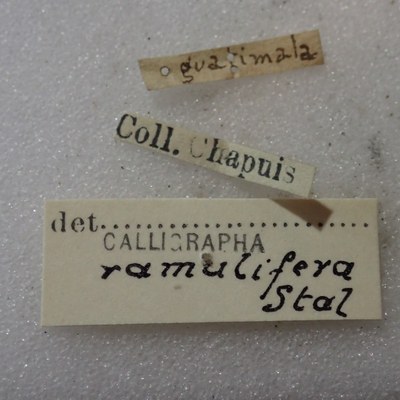 guatimala
Coll. Chapuis
det......................................
CALLIGRAPHA
ramulifera
Stal